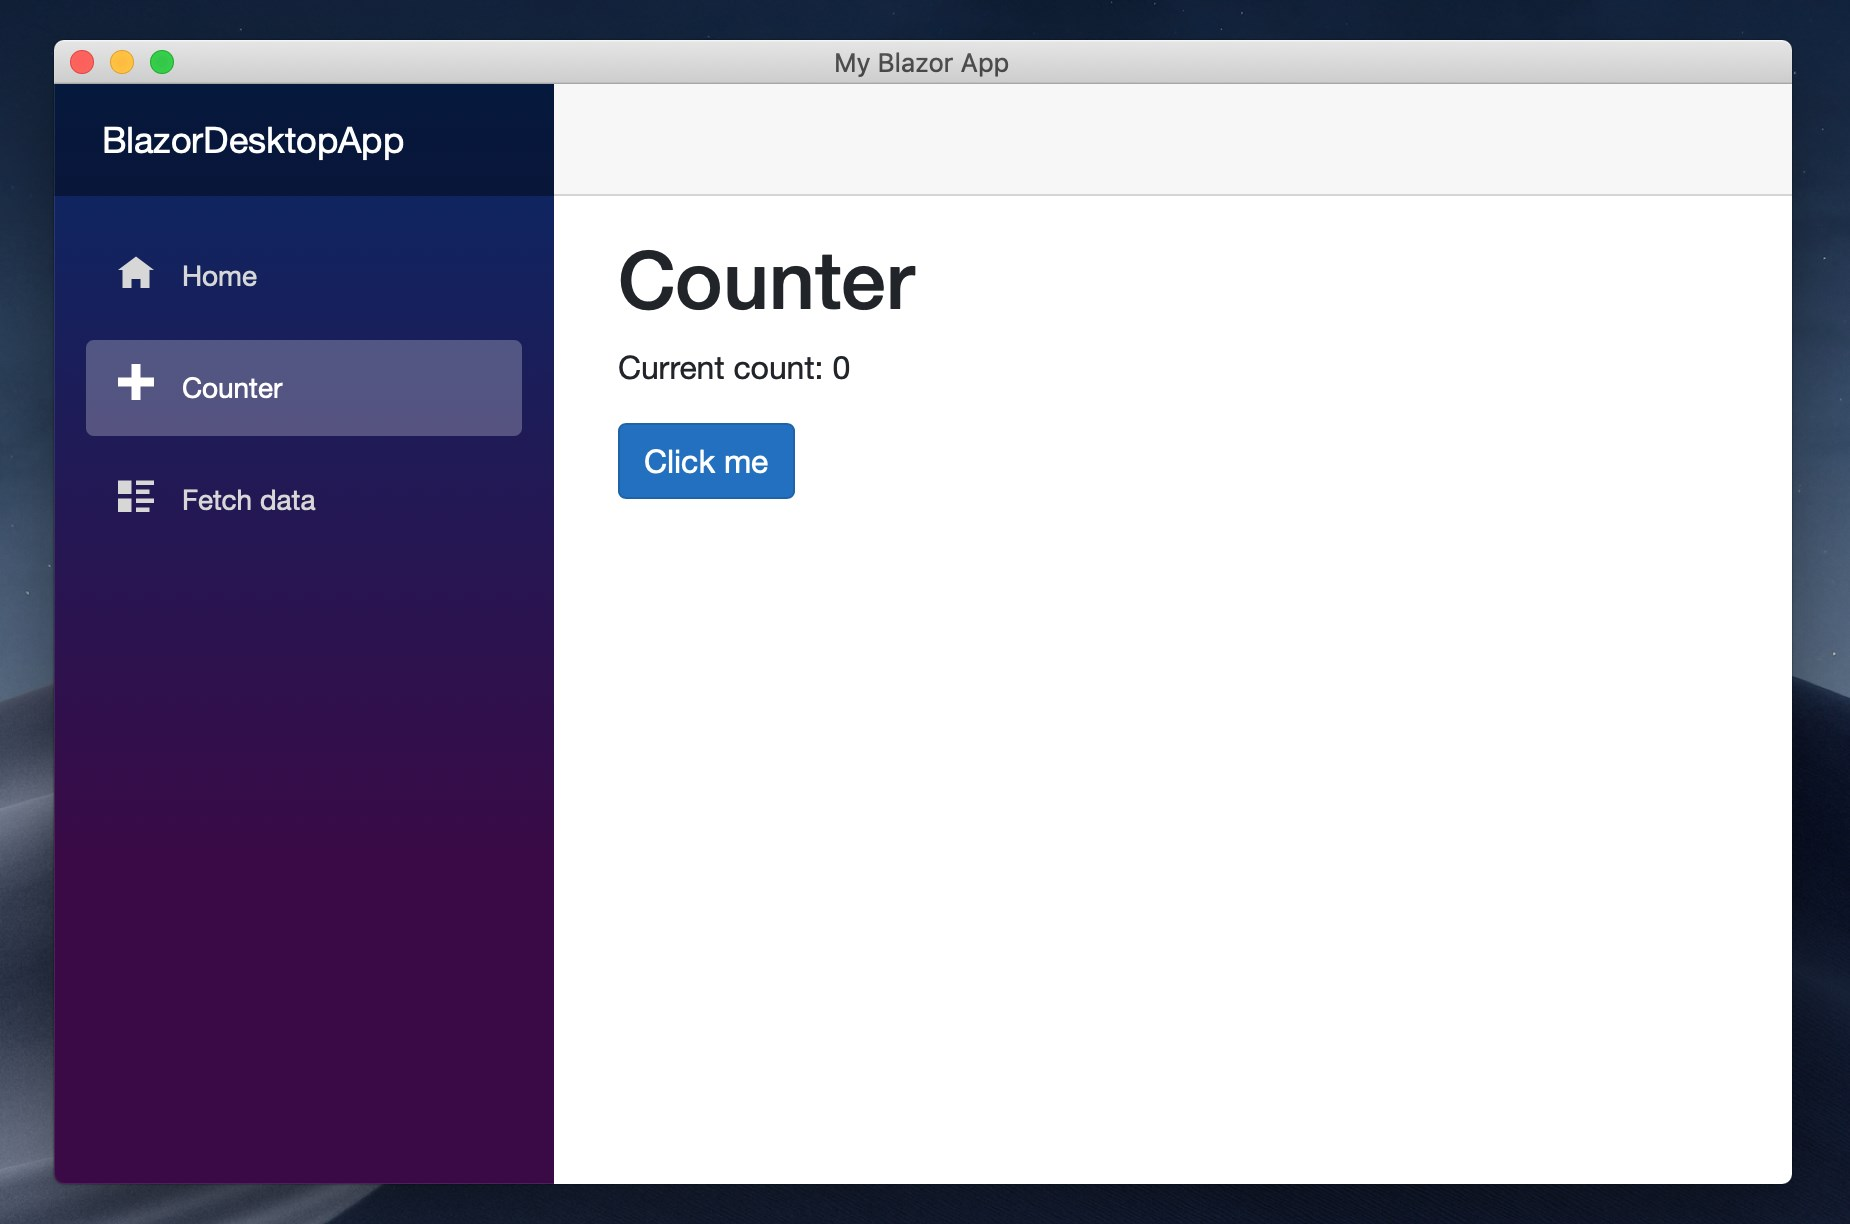 My Blazor App
BlazorDesktopApp
Home
Counter
Fetch data
Counter
Current count: 0
Click me